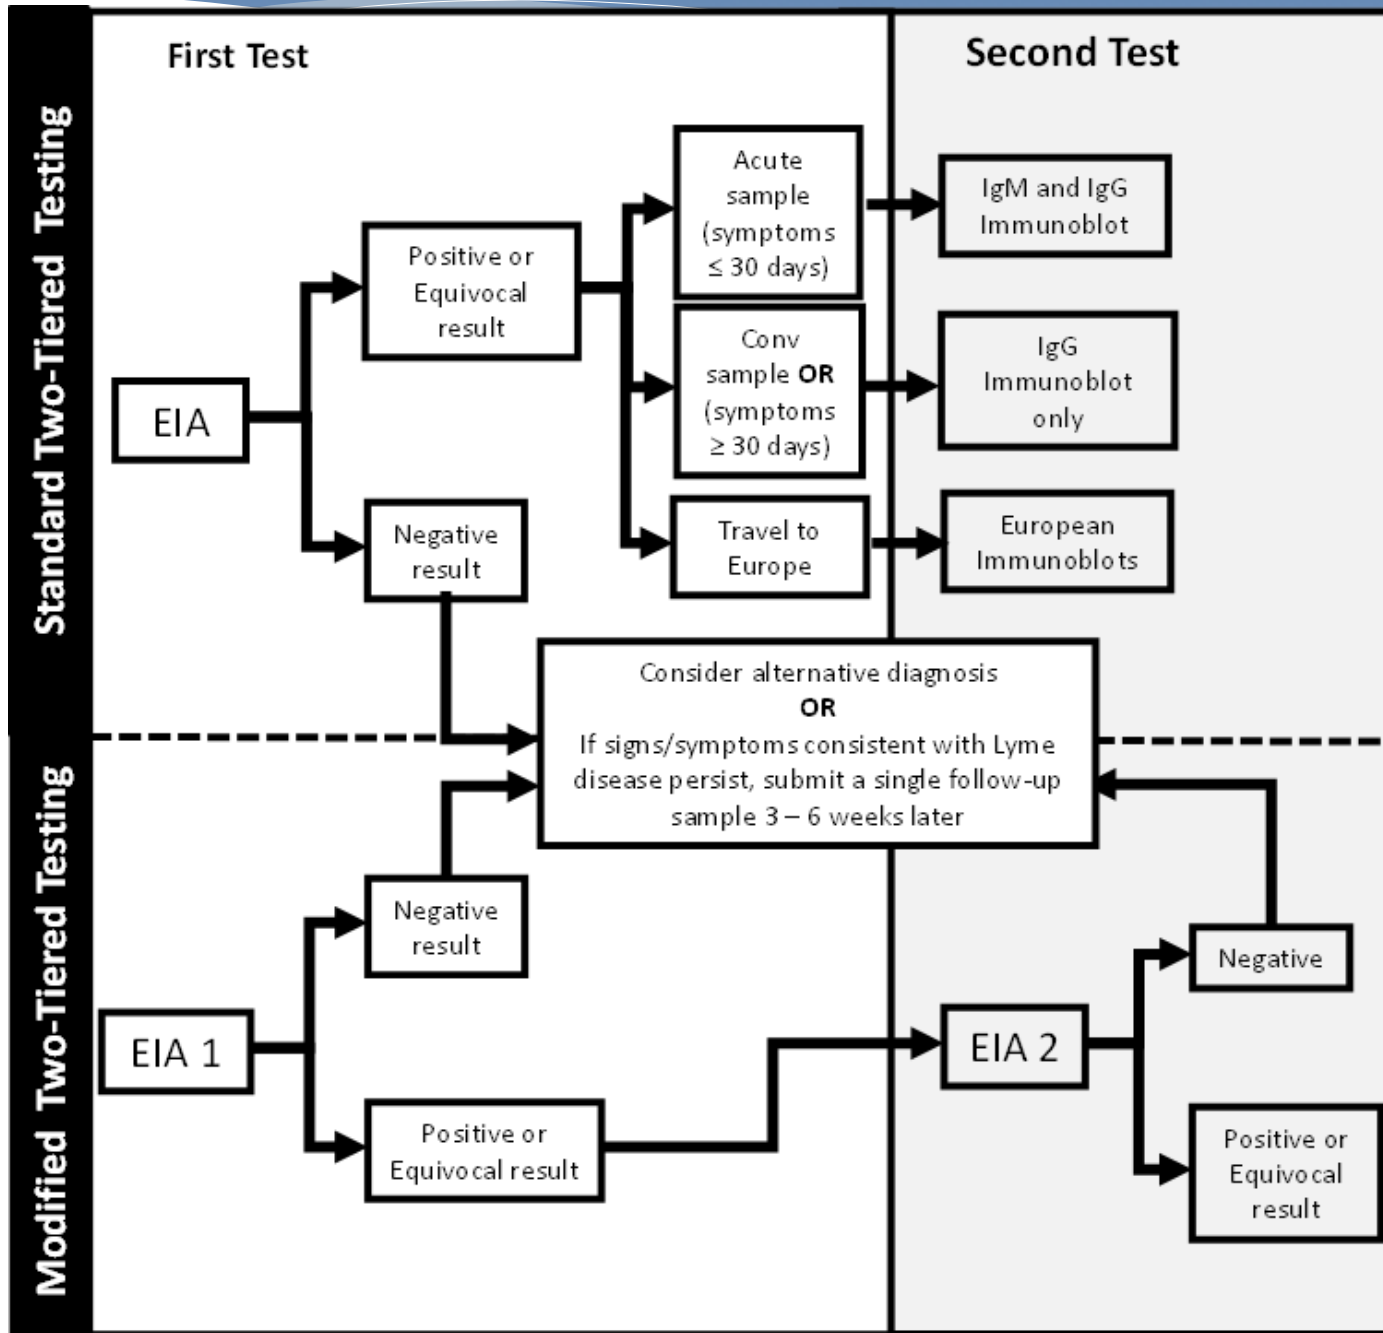 First Test
Second Test
Standard Two-Tiered Testing
EIA
Positive or
Equivocal
result
Negative
result
Acute
sample
(symptoms
≤ 30 days)
Conv
sample OR
(symptoms
≥ 30 days)
Travel to
Europe
IgM and IgG
Immunoblot
IgG
Immunoblot
only
European
Immunoblots
Consider alternative diagnosis
OR
If signs/symptoms consistent with Lyme
disease persist, submit a single follow-up
sample 3 – 6 weeks later
Modified Two-Tiered Testing
EIA 1
Negative
result
Positive or
Equivocal result
EIA 2
Negative
Positive or
Equivocal
result